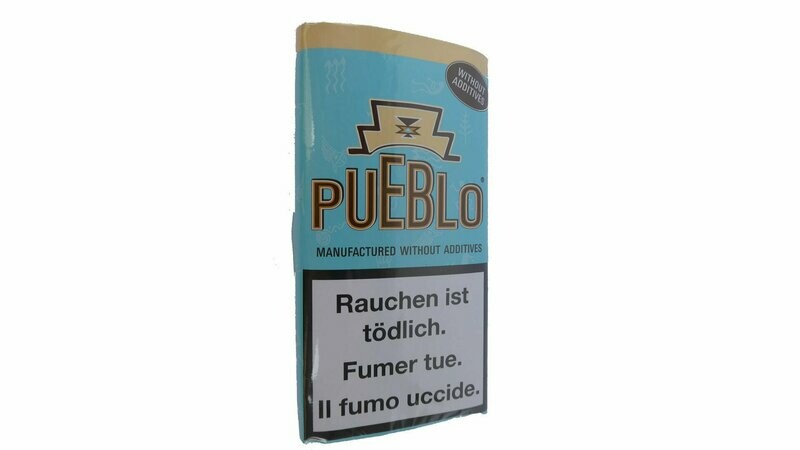 WITHOUT
ADDITIVES
PUEBLO®
MANUFACTURED WITHOUT ADDITIVES
Rauchen ist
tödlich.
Fumer tue.
Il fumo uccide.